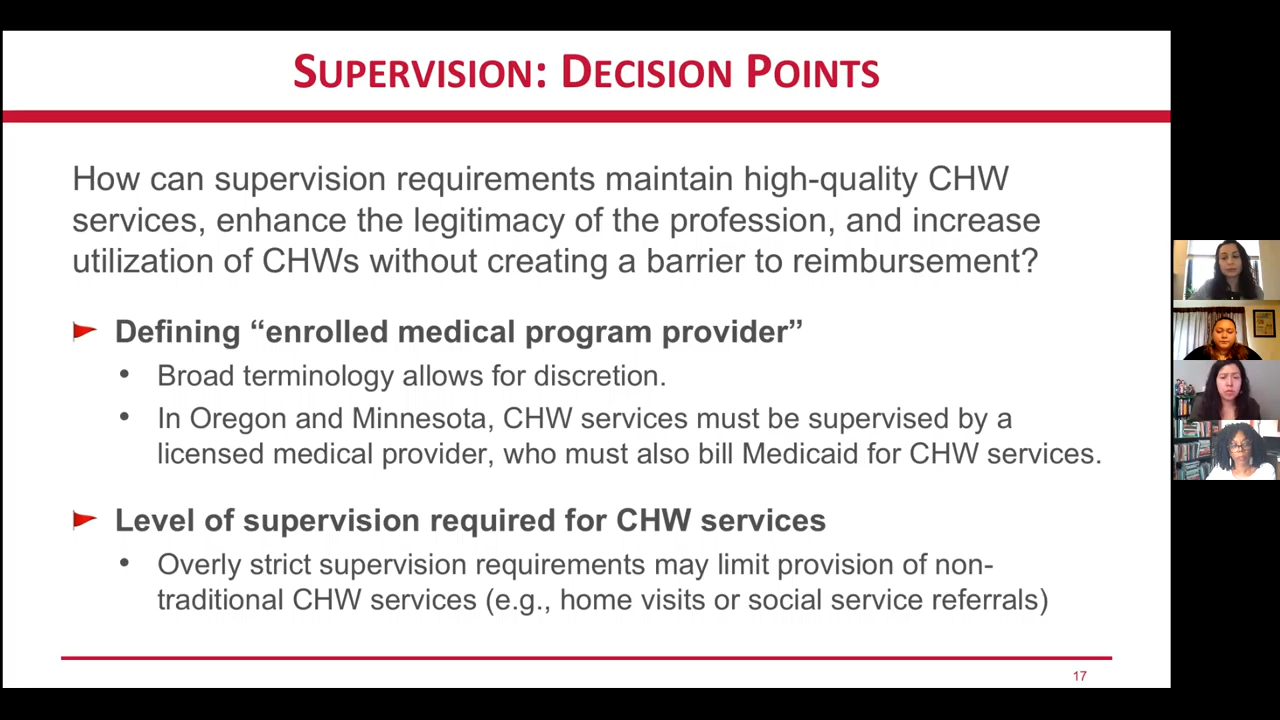 SUPERVISION: DECISION POINTS
How can supervision requirements maintain high-quality CHW
services, enhance the legitimacy of the profession, and increase
utilization of CHWs without creating a barrier to reimbursement?
Defining “enrolled medical program provider”
• Broad terminology allows for discretion.
• In Oregon and Minnesota, CHW services must be supervised by a
licensed medical provider, who must also bill Medicaid for CHW services.
Level of supervision required for CHW services
• Overly strict supervision requirements may limit provision of non-
traditional CHW services (e.g., home visits or social service referrals)
17